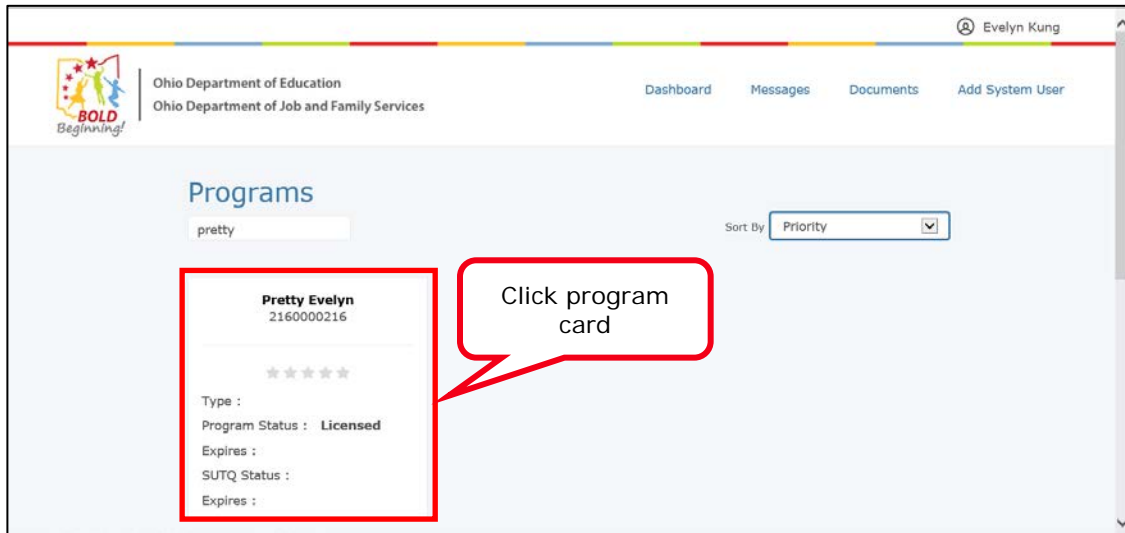 Evelyn Kung
BOLD
Beginning!
Ohio Department of Education
Ohio Department of Job and Family Services
Dashboard Messages Documents Add System User
Programs
pretty
Sort By Priority
Pretty Evelyn
2160000216
Click program
card
Type :
Program Status : Licensed
Expires :
SUTQ Status :
Expires :